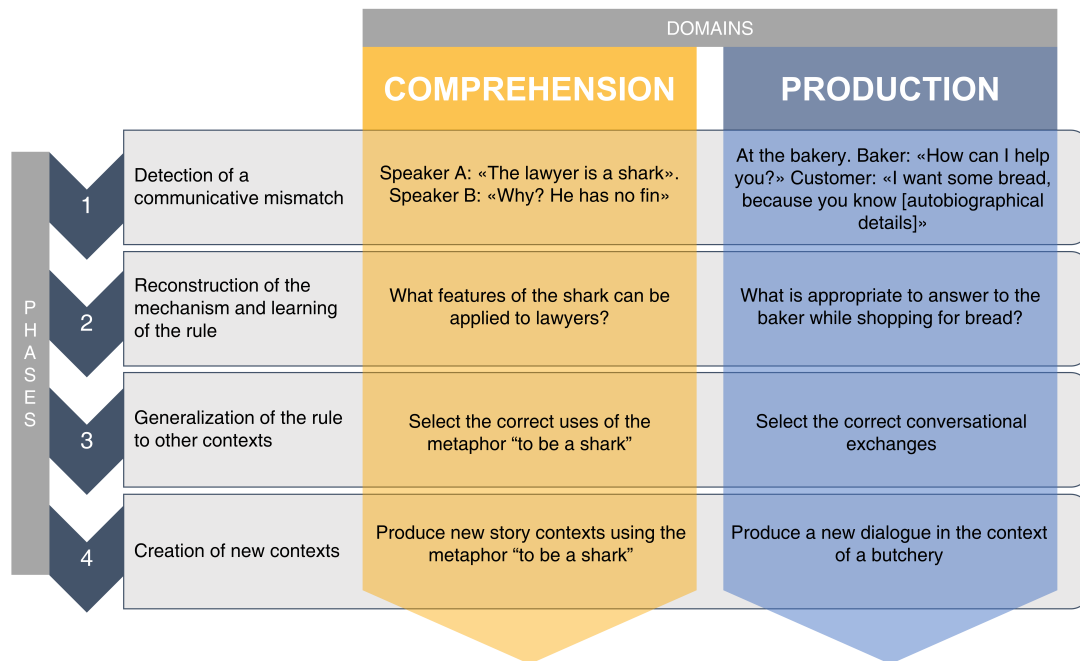 DOMAINS
COMPREHENSION
PRODUCTION
PHASES
1
Detection of a
communicative mismatch
Speaker A: «The lawyer is a shark».
Speaker B: «Why? He has no fin»
At the bakery. Baker: «How can I help
you?» Customer: «I want some bread,
because you know [autobiographical
details]»
2
Reconstruction of the
mechanism and learning
of the rule
What features of the shark can be
applied to lawyers?
What is appropriate to answer to the
baker while shopping for bread?
3
Generalization of the rule
to other contexts
Select the correct uses of the
metaphor “to be a shark”
Select the correct conversational
exchanges
4
Creation of new contexts
Produce new story contexts using the
metaphor “to be a shark”
Produce a new dialogue in the context
of a butchery